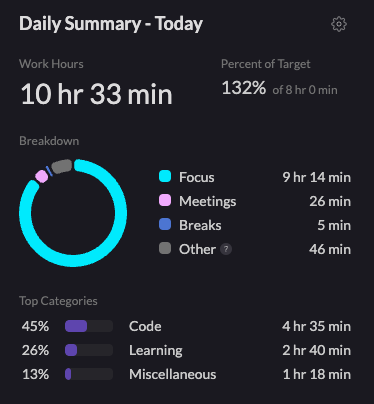 Daily Summary - Today
Work Hours
Percent of Target
10 hr 33 min
132% of 8 hr 0 min
Breakdown
Focus 9 hr 14 min
Meetings 26 min
Breaks 5 min
Other ? 46 min
Top Categories
45% Code 4 hr 35 min
26% Learning 2 hr 40 min
13% Miscellaneous 1 hr 18 min